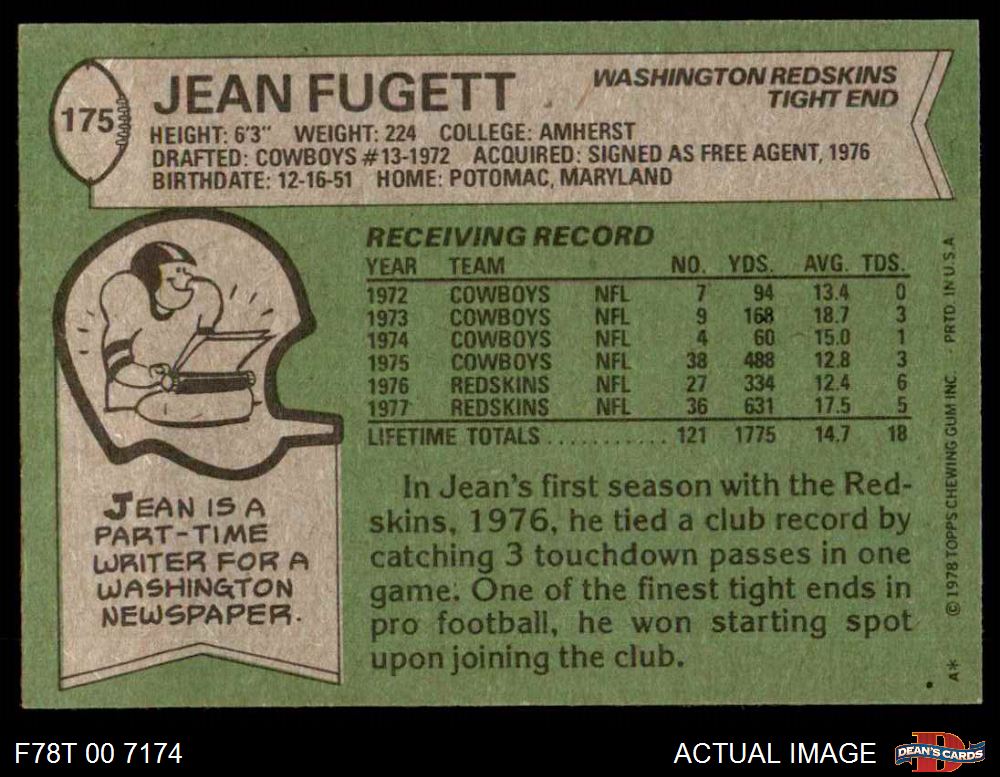 175
JEAN FUGETT
WASHINGTON REDSKINS
TIGHT END
HEIGHT: 6'3" WEIGHT: 224 COLLEGE: AMHERST
DRAFTED: COWBOYS #13-1972 ACQUIRED: SIGNED AS FREE AGENT, 1976
BIRTHDATE: 12-16-51 HOME: POTOMAC, MARYLAND
RECEIVING RECORD
YEAR TEAM NO. YDS. AVG. TDS.
1972 COWBOYS NFL 7 94 13.4 0
1973 COWBOYS NFL 9 168 18.7 3
1974 COWBOYS NFL 4 60 15.0 1
1975 COWBOYS NFL 38 488 12.8 3
1976 REDSKINS NFL 27 334 12.4 6
1977 REDSKINS NFL 36 631 17.5 5
LIFETIME TOTALS ........... 121 1775 14.7 18
JEAN IS A
PART-TIME
WRITER FOR A
WASHINGTON
NEWSPAPER.
In Jean's first season with the Red-
skins, 1976, he tied a club record by
catching 3 touchdown passes in one
game. One of the finest tight ends in
pro football, he won starting spot
upon joining the club.
A* © 1978 TOPPS CHEWING GUM INC. · PRTD. IN U.S.A
F78T 00 7174
ACTUAL IMAGE
D
DEAN'S CARDS